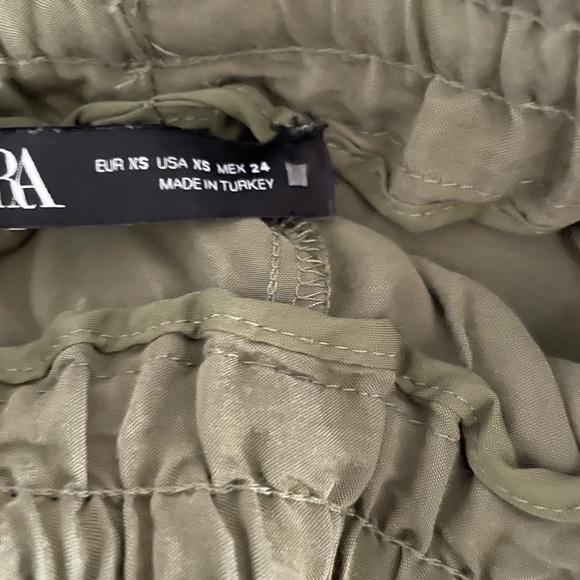 RA
EUR XS USA XS MEX 24
MADE IN TURKEY